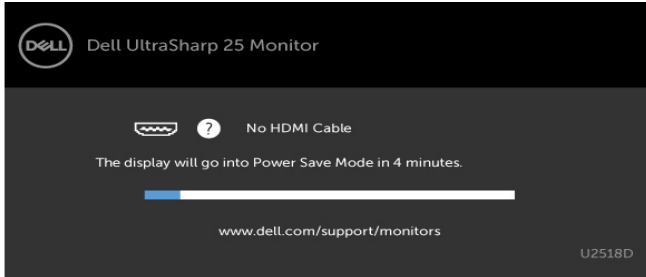 DELL
Dell UltraSharp 25 Monitor
? No HDMI Cable
The display will go into Power Save Mode in 4 minutes.
www.dell.com/support/monitors
U2518D